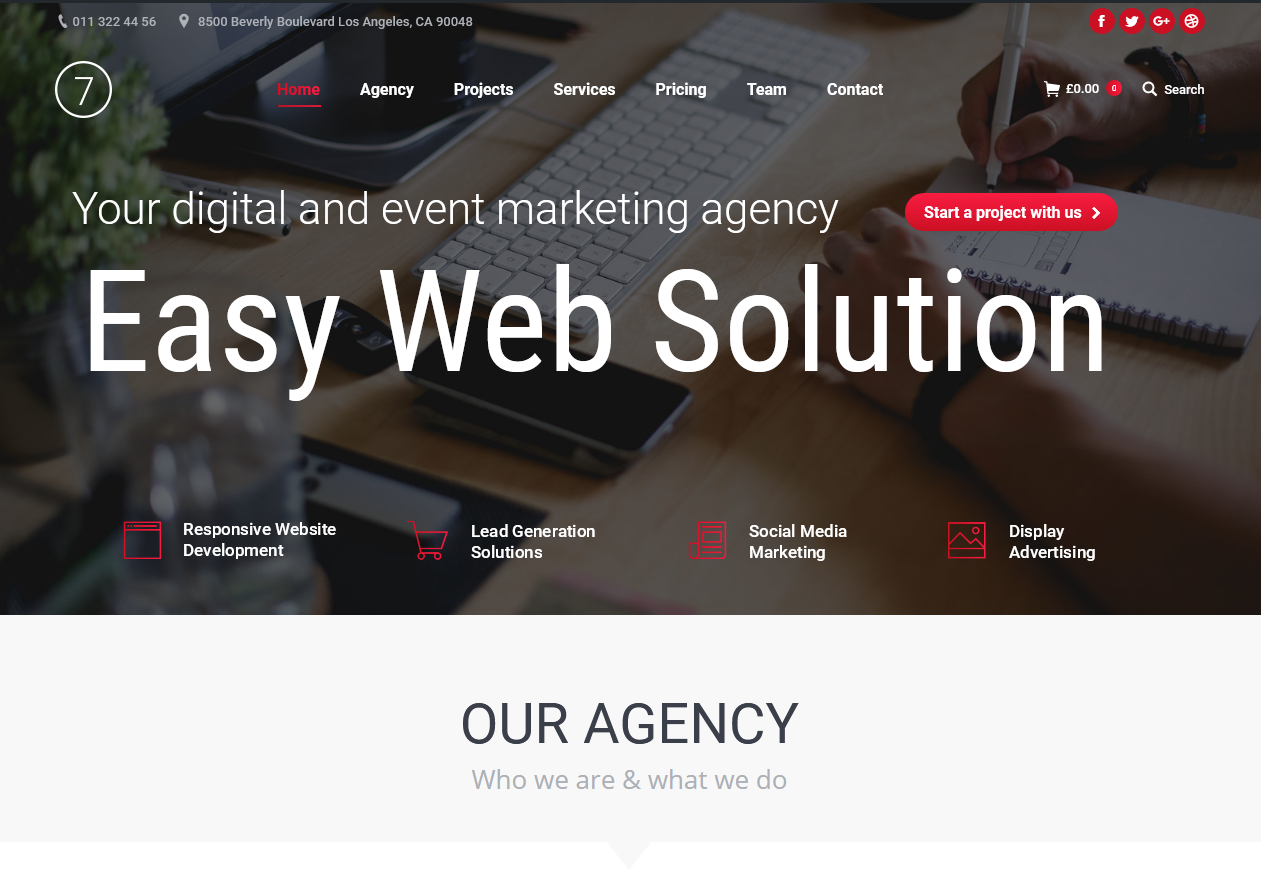 011 322 44 56 8500 Beverly Boulevard Los Angeles, CA 90048
7 Home Agency Projects Services Pricing Team Contact £0.00 0 Search
Your digital and event marketing agency Start a project with us
Easy Web Solution
Responsive Website
Development
Lead Generation
Solutions
Social Media
Marketing
Display
Advertising
OUR AGENCY
Who we are & what we do